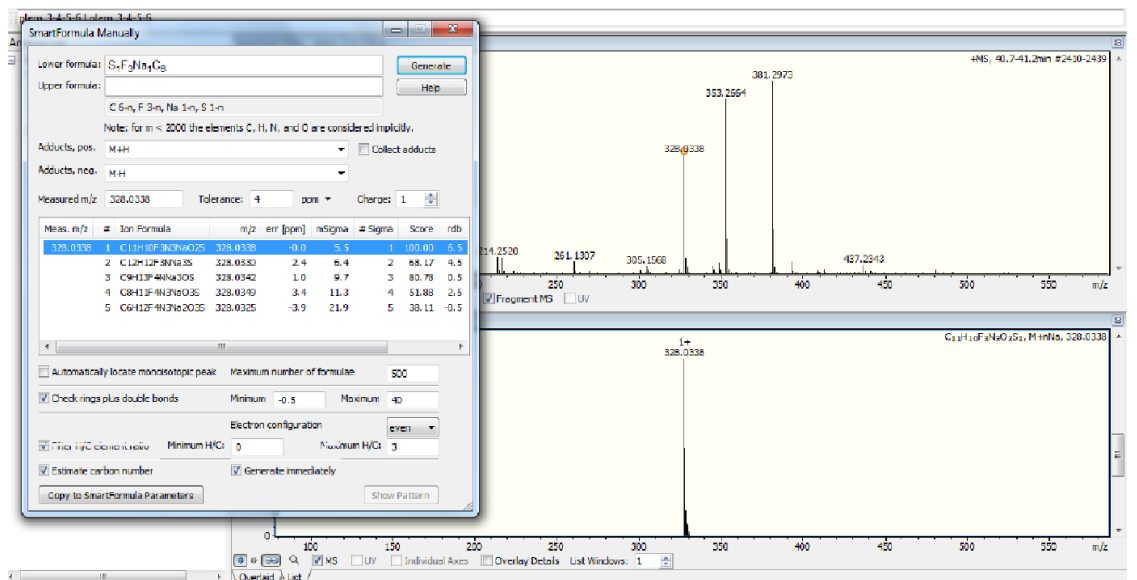 SmartFormula Manually
Lower formula: S₁F₃Na₁C₆
Generate
Upper formula:
Help
C 6-n, F 3-n, Na 1-n, S 1-n
Note: for m < 2000 the elements C, H, N, and O are considered implicitly.
Adducts, pos. M+H
Collect adducts
Adducts, neg. M-H
Measured m/z 328.0338 Tolerance: 4 ppm Charge: 1
Meas. m/z # Ion Formula m/z err [ppm] mSigma # Sigma Score rdb
328.0338 1 C11H10F3N3NaO2S 328.0338 -0.0 5.5 1 100.00 6.5
2 C12H12F3NNa3S 328.0330 2.4 6.4 2 68.17 4.5
3 C9H13F4NNa3OS 328.0342 1.0 9.7 3 80.78 0.5
4 C8H11F4N3NaO3S 328.0349 3.4 11.3 4 51.88 2.5
5 C6H12F4N3Na2O3S 328.0325 -3.9 21.9 5 38.11 -0.5
Automatically locate monoisotopic peak Maximum number of formulae 500
Check rings plus double bonds Minimum -0.5 Maximum 40
Electron configuration even
Filter H/C element ratio Minimum H/C: 0 Maximum H/C: 3
Estimate carbon number Generate immediately
Copy to SmartFormula Parameters Show Pattern
+MS, 40.7-41.2min #2410-2439
381.2973
353.2664
328.0338
214.2520
261.1307
305.1568
437.2343
200 250 300 350 400 450 500 550 m/z
Fragment MS UV
C₁₁H₁₀F₃N₃O₂S₁, M+nNa, 328.0338
1+
328.0338
0
100 150 200 250 300 350 400 450 500 550 m/z
MS UV Individual Axes Overlay Details List Windows: 1
Overlaid List